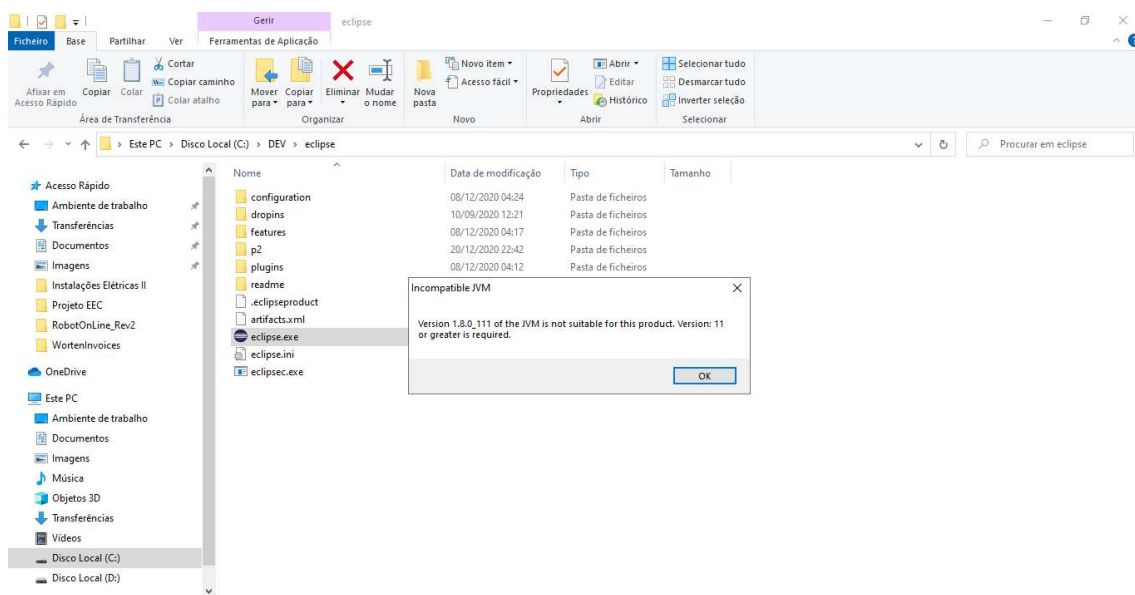 Gerir
eclipse
Ficheiro Base Partilhar Ver Ferramentas de Aplicação
Afixar em Acesso Rápido
Copiar
Colar
Cortar
Copiar caminho
Colar atalho
Mover para
Copiar para
Eliminar
Mudar o nome
Nova pasta
Novo item
Acesso fácil
Propriedades
Abrir
Editar
Histórico
Selecionar tudo
Desmarcar tudo
Inverter seleção
Área de Transferência
Organizar
Novo
Abrir
Selecionar
Este PC > Disco Local (C:) > DEV > eclipse
Procurar em eclipse
Acesso Rápido
Ambiente de trabalho
Transferências
Documentos
Imagens
Instalações Elétricas II
Projeto EEC
RobotOnLine_Rev2
WortenInvoices
OneDrive
Este PC
Ambiente de trabalho
Documentos
Imagens
Música
Objetos 3D
Transferências
Vídeos
Disco Local (C:)
Disco Local (D:)
Nome Data de modificação Tipo Tamanho
configuration 08/12/2020 04:24 Pasta de ficheiros
dropins 10/09/2020 12:21 Pasta de ficheiros
features 08/12/2020 04:17 Pasta de ficheiros
p2 20/12/2020 22:42 Pasta de ficheiros
plugins 08/12/2020 04:12 Pasta de ficheiros
readme
.eclipseproduct
artifacts.xml
eclipse.exe
eclipse.ini
eclipsec.exe
Incompatible JVM
Version 1.8.0_111 of the JVM is not suitable for this product. Version: 11
or greater is required.
OK